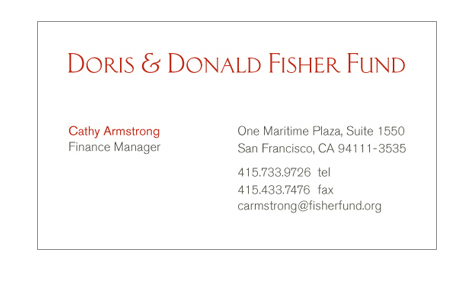 DORIS & DONALD FISHER FUND
Cathy Armstrong
Finance Manager
One Maritime Plaza, Suite 1550
San Francisco, CA 94111-3535
415.733.9726 tel
415.433.7476 fax
carmstrong@fisherfund.org